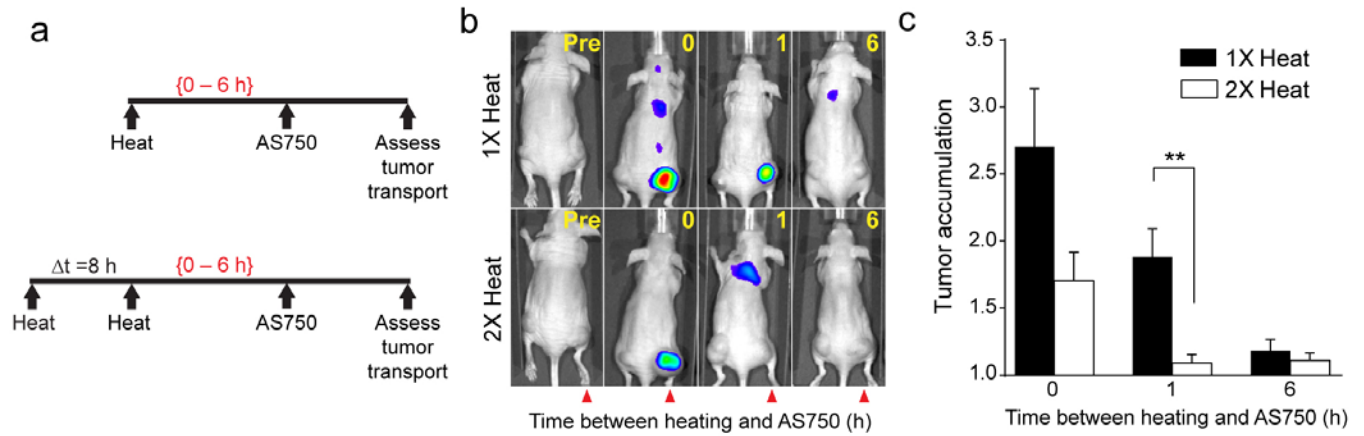 a
{0 – 6 h}
Heat
AS750
Assess
tumor
transport
Δt =8 h
{0 – 6 h}
Heat
Heat
AS750
Assess
tumor
transport
b
1X Heat
Pre
0
1
6
2X Heat
Pre
0
1
6
Time between heating and AS750 (h)
c
Tumor accumulation
3.5
3.0
2.5
2.0
1.5
1.0
1X Heat
2X Heat
**
0
1
6
Time between heating and AS750 (h)